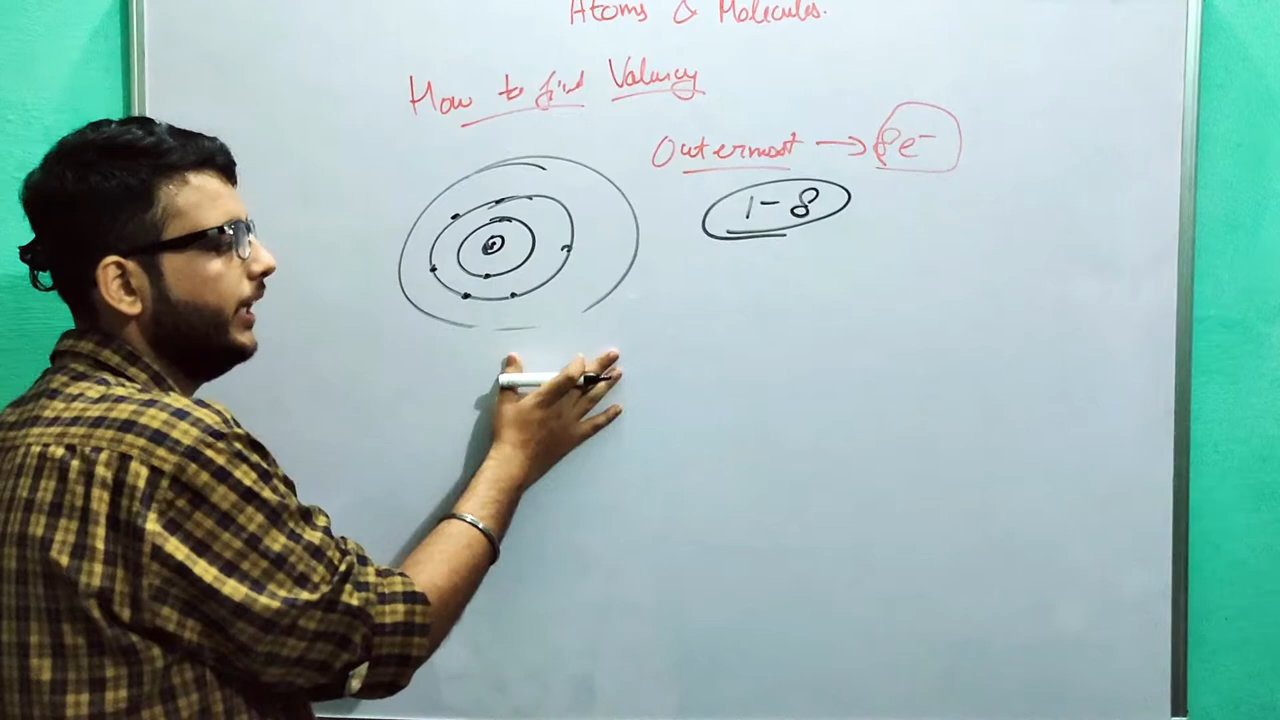 Atoms & Molecules.
How to find Valency
Outermost → 8e⁻
1 - 8